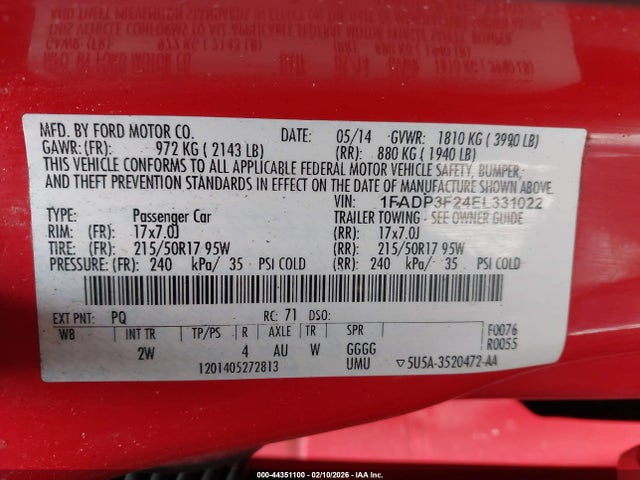 MFD. BY FORD MOTOR CO. DATE: 05/14 GVWR: 1810 KG ( 3990 LB)
GAWR: (FR): 972 KG ( 2143 LB) (RR): 880 KG ( 1940 LB)
THIS VEHICLE CONFORMS TO ALL APPLICABLE FEDERAL MOTOR VEHICLE SAFETY, BUMPER,
AND THEFT PREVENTION STANDARDS IN EFFECT ON THE DATE OF MANUFACTURE SHOWN ABOVE.
VIN: 1FADP3F24EL331022
TYPE: Passenger Car TRAILER TOWING - SEE OWNER GUIDE
RIM: (FR): 17x7.0J (RR): 17x7.0J
TIRE: (FR): 215/50R17 95W (RR): 215/50R17 95W
PRESSURE: (FR): 240 kPa/ 35 PSI COLD (RR): 240 kPa/ 35 PSI COLD
EXT PNT: PQ RC: 71 DSO:
WB INT TR TP/PS R AXLE TR SPR F0076
2W 4 AU W GGGG R0055
1201405272813 UMU ▽5U5A-3520472-AA
000-44351100 - 02/10/2026 - IAA Inc.